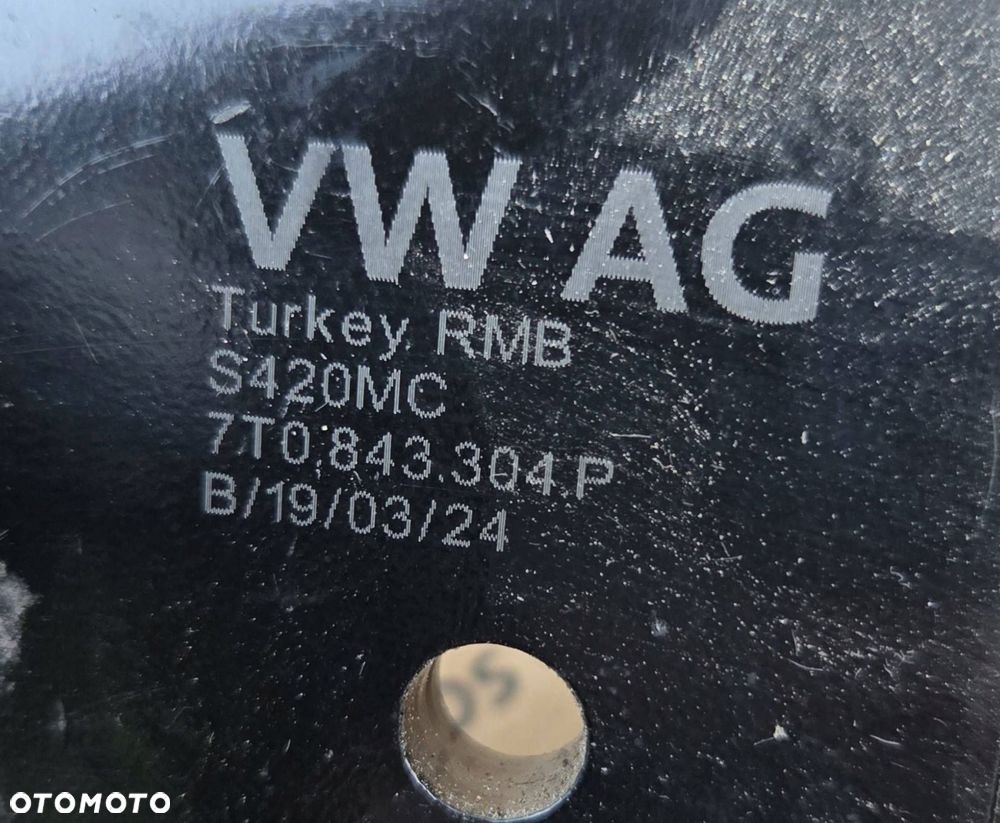 VW AG
Turkey RMB
S420MC
7T0.843.304 P
B/19/03/24
OTOMOTO